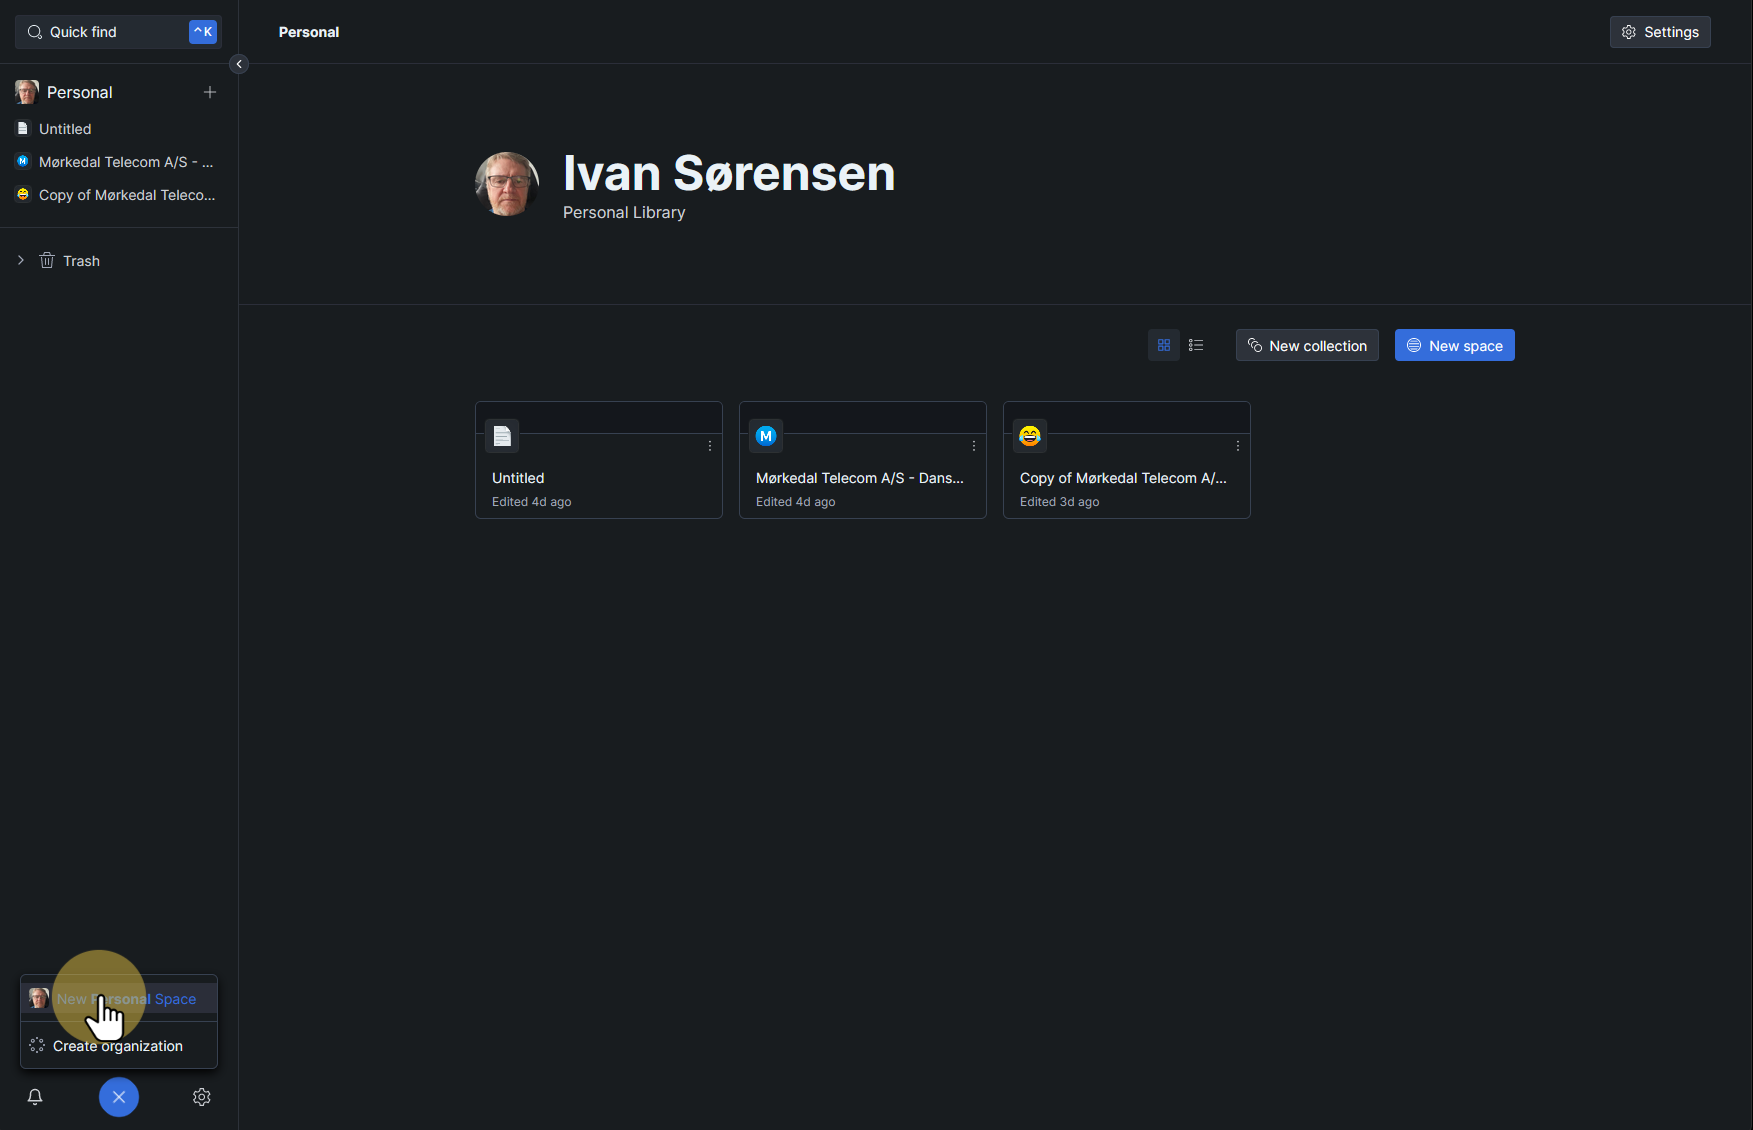 Quick find
^K
Personal
Untitled
Mørkedal Telecom A/S - ...
Copy of Mørkedal Teleco...
Trash
Personal
Settings
Ivan Sørensen
Personal Library
New collection
New space
Untitled
Edited 4d ago
M
Mørkedal Telecom A/S - Dans...
Edited 4d ago
Copy of Mørkedal Telecom A/...
Edited 3d ago
New Personal Space
Create organization